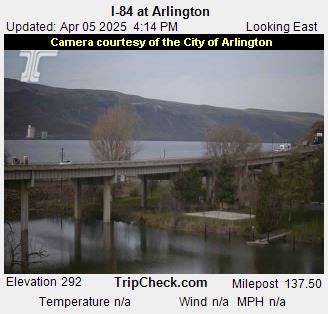 I-84 at Arlington
Updated: Apr 05 2025 4:14 PM Looking East
Camera courtesy of the City of Arlington
Elevation 292 TripCheck.com Milepost 137.50
Temperature n/a Wind n/a MPH n/a